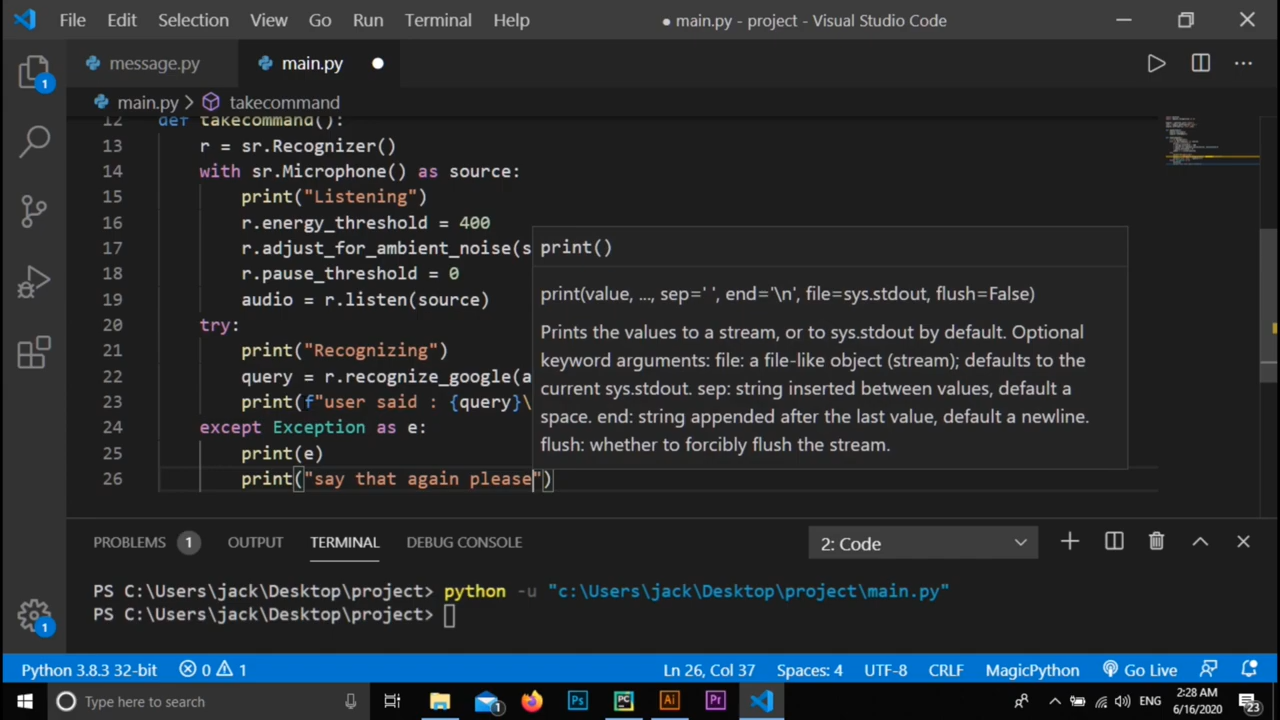 File Edit Selection View Go Run Terminal Help ● main.py - project - Visual Studio Code
message.py main.py
main.py > takecommand
12 def takecommand():
13 r = sr.Recognizer()
14 with sr.Microphone() as source:
15 print("Listening")
16 r.energy_threshold = 400
17 r.adjust_for_ambient_noise(s
18 r.pause_threshold = 0
19 audio = r.listen(source)
20 try:
21 print("Recognizing")
22 query = r.recognize_google(a
23 print(f"user said : {query}\
24 except Exception as e:
25 print(e)
26 print("say that again please")
print()
print(value, ..., sep=' ', end='\n', file=sys.stdout, flush=False)
Prints the values to a stream, or to sys.stdout by default. Optional
keyword arguments: file: a file-like object (stream); defaults to the
current sys.stdout. sep: string inserted between values, default a
space. end: string appended after the last value, default a newline.
flush: whether to forcibly flush the stream.
PROBLEMS 1 OUTPUT TERMINAL DEBUG CONSOLE 2: Code
PS C:\Users\jack\Desktop\project> python -u "c:\Users\jack\Desktop\project\main.py"
PS C:\Users\jack\Desktop\project>
1
1
Python 3.8.3 32-bit 0 1 Ln 26, Col 37 Spaces: 4 UTF-8 CRLF MagicPython Go Live
Type here to search 1 Ps PC Ai Pr ENG 2:28 AM
6/16/2020 23